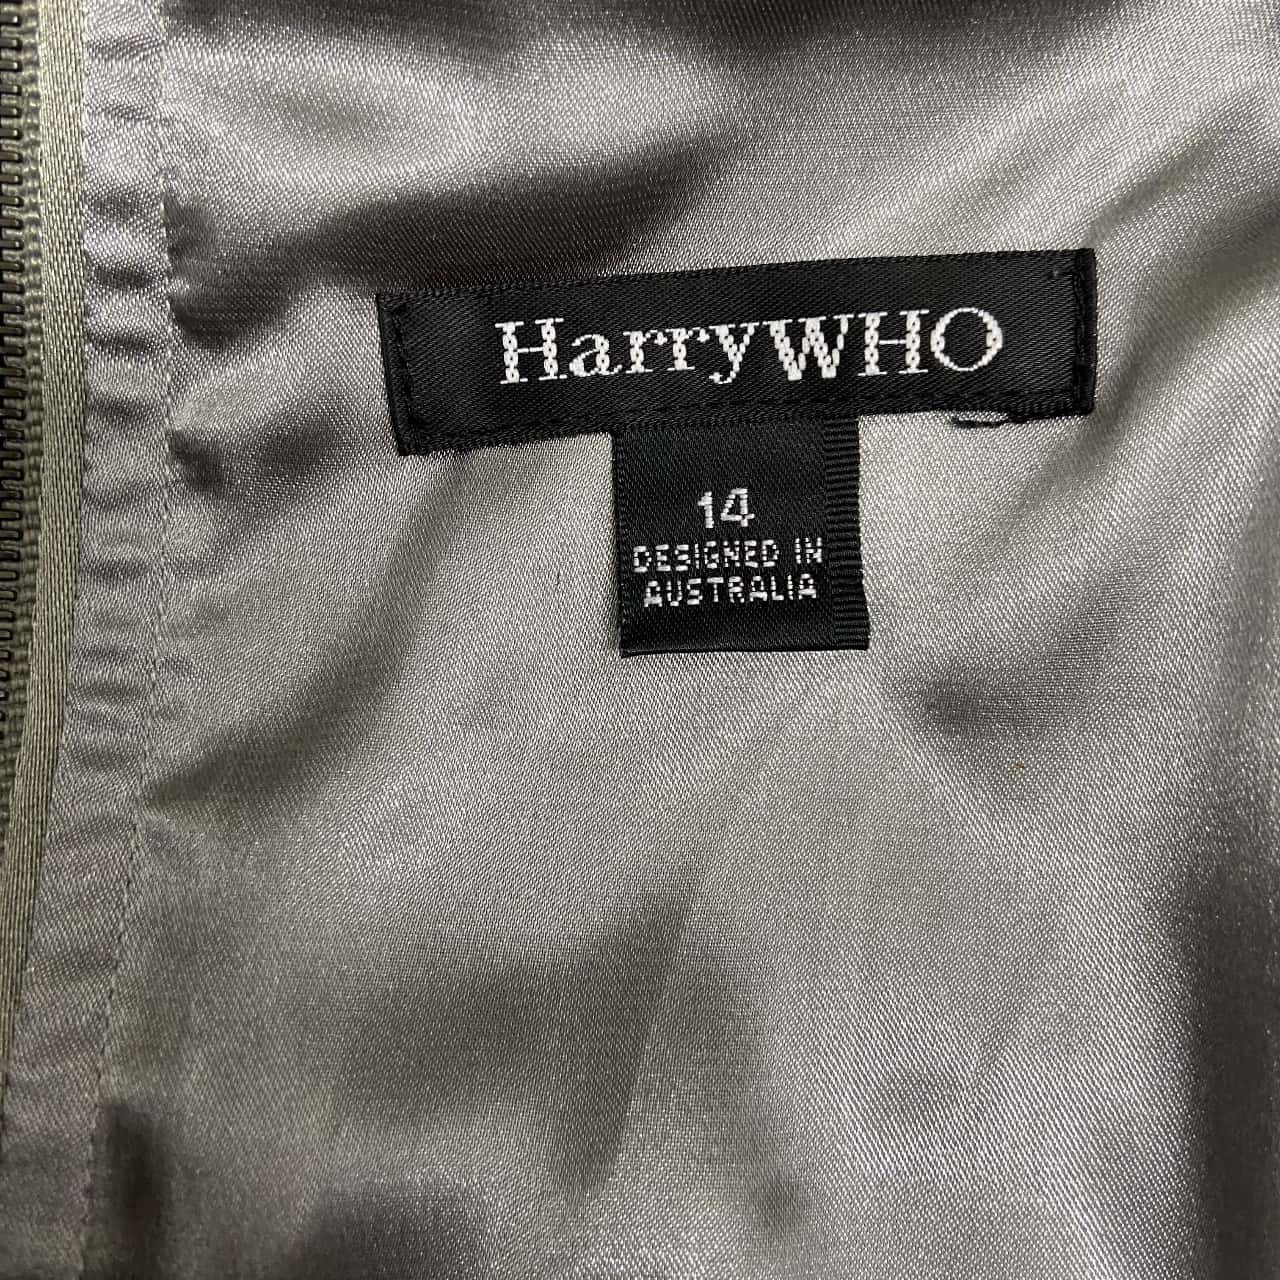 HarryWHO
14
DESIGNED IN
AUSTRALIA